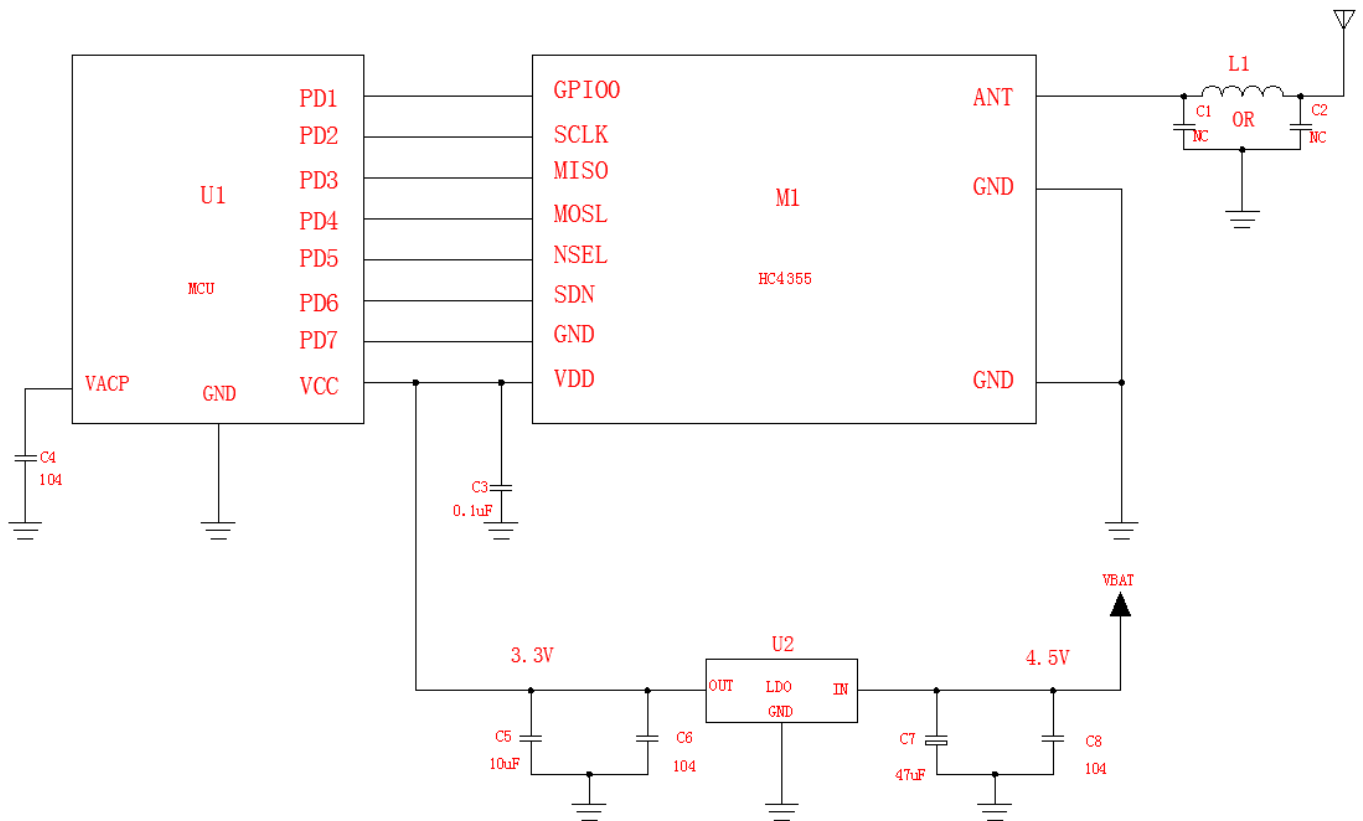 L1
PD1
GPIO0
ANT
C1
C2
OR
NC
NC
PD2
SCLK
PD3
MISO
U1
M1
GND
PD4
MOSL
PD5
NSEL
MCU
HC4355
PD6
SDN
PD7
GND
VACP
GND
VCC
VDD
GND
C4
104
C3
0.1uF
VBAT
3.3V
U2
4.5V
OUT
LDO
IN
GND
C5
10uF
C6
104
C7
47uF
C8
104